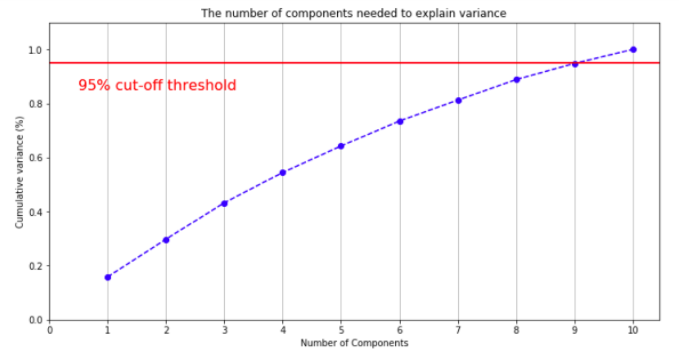 The number of components needed to explain variance
1.0
95% cut-off threshold
0.8
0.6
0.4
0.2
0.0
Cumulative variance (%)
0 1 2 3 4 5 6 7 8 9 10
Number of Components